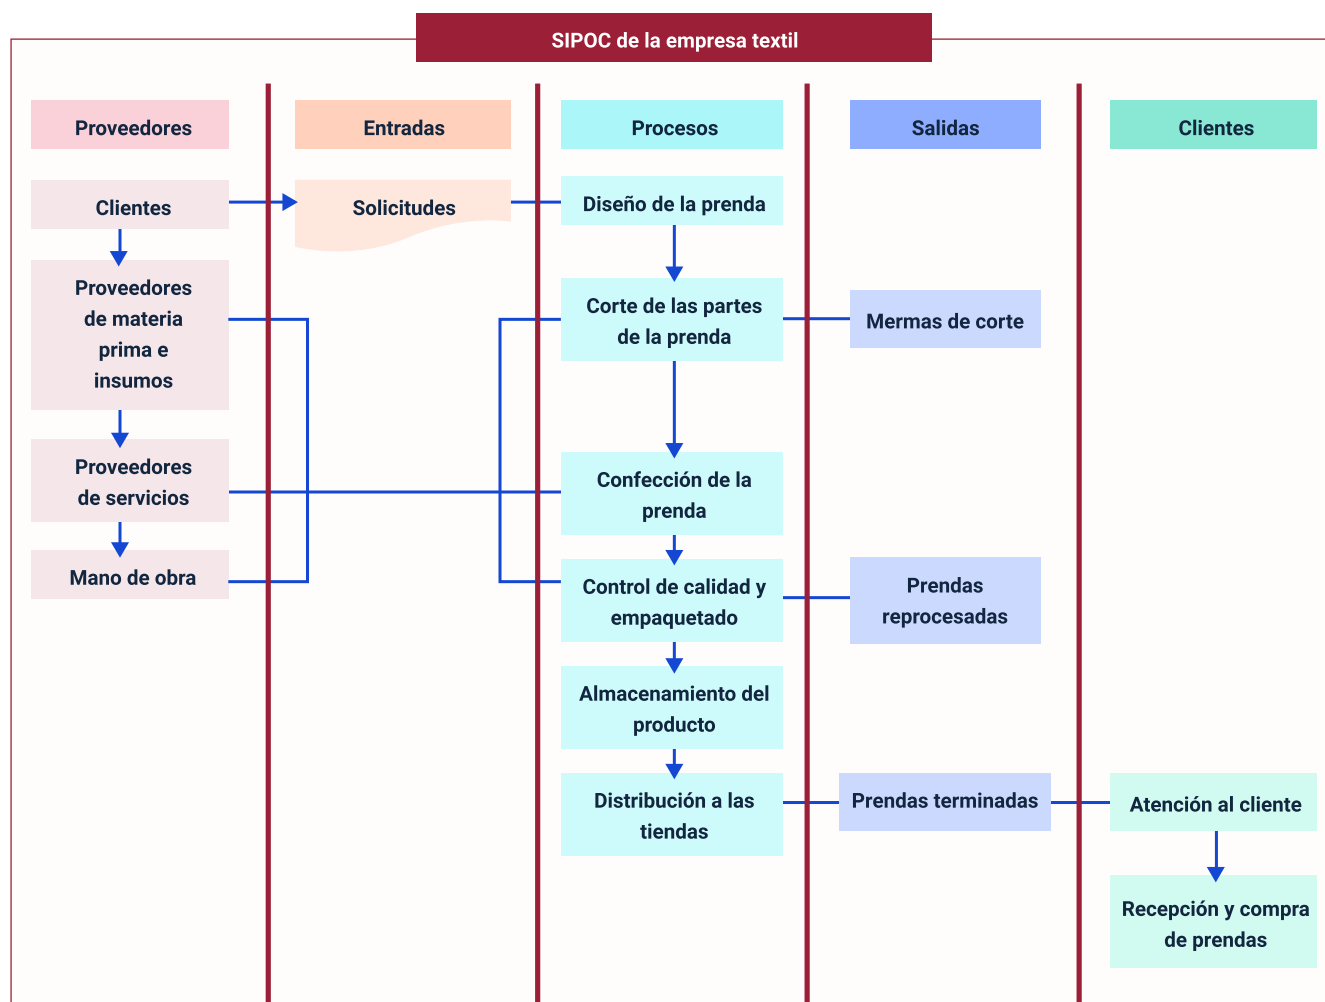 SIPOC de la empresa textil
Proveedores
Entradas
Procesos
Salidas
Clientes
Clientes
Proveedores
de materia
prima e
insumos
Proveedores
de servicios
Mano de obra
Solicitudes
Diseño de la prenda
Corte de las partes
de la prenda
Confección de la
prenda
Control de calidad y
empaquetado
Almacenamiento del
producto
Distribución a las
tiendas
Mermas de corte
Prendas
reprocesadas
Prendas terminadas
Atención al cliente
Recepción y compra
de prendas